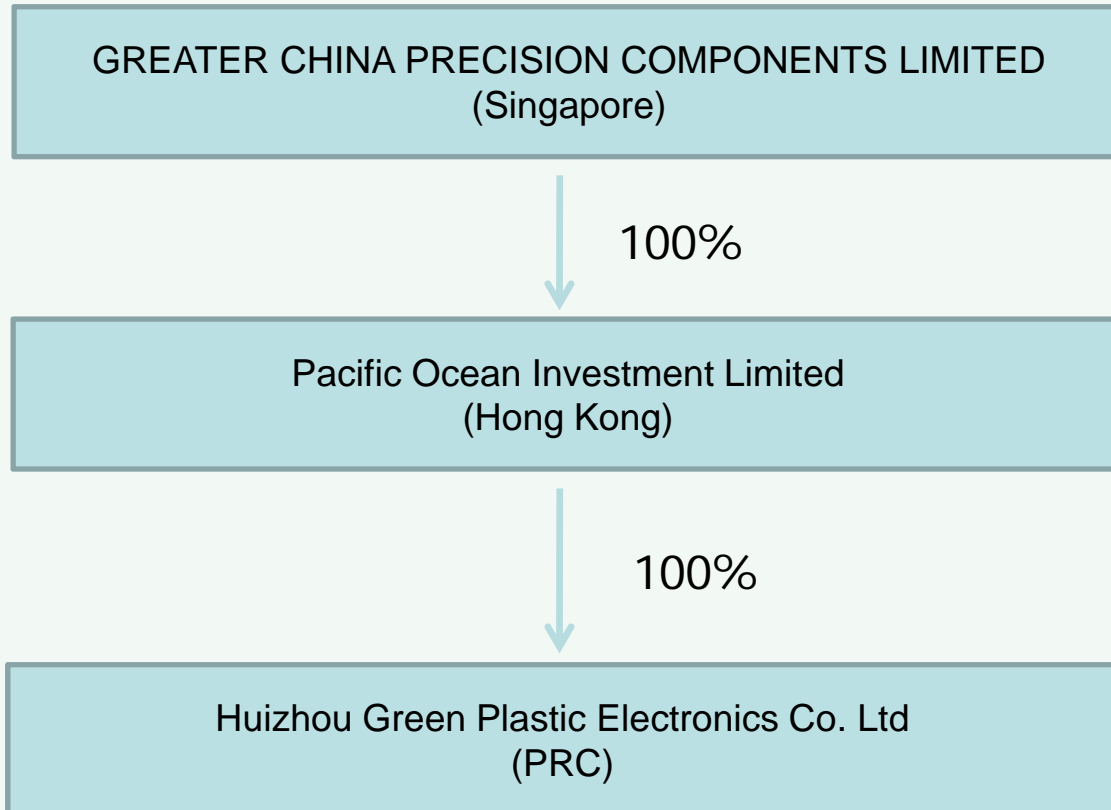 GREATER CHINA PRECISION COMPONENTS LIMITED
(Singapore)
100%
Pacific Ocean Investment Limited
(Hong Kong)
100%
Huizhou Green Plastic Electronics Co. Ltd
(PRC)